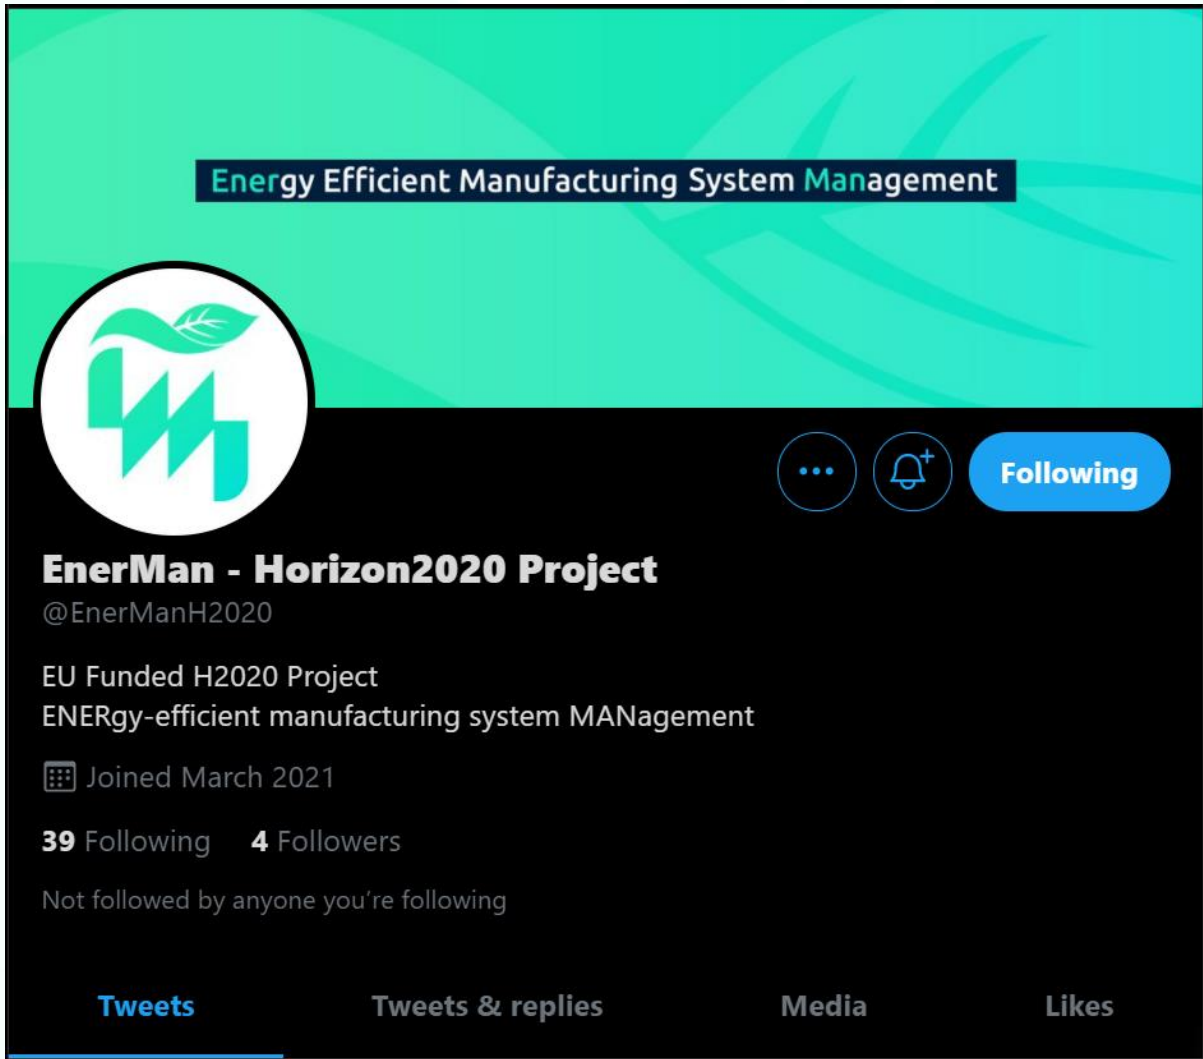 Energy Efficient Manufacturing System Management
Following
EnerMan - Horizon2020 Project
@EnerManH2020
EU Funded H2020 Project
ENERgy-efficient manufacturing system MANagement
Joined March 2021
39 Following 4 Followers
Not followed by anyone you’re following
Tweets Tweets & replies Media Likes